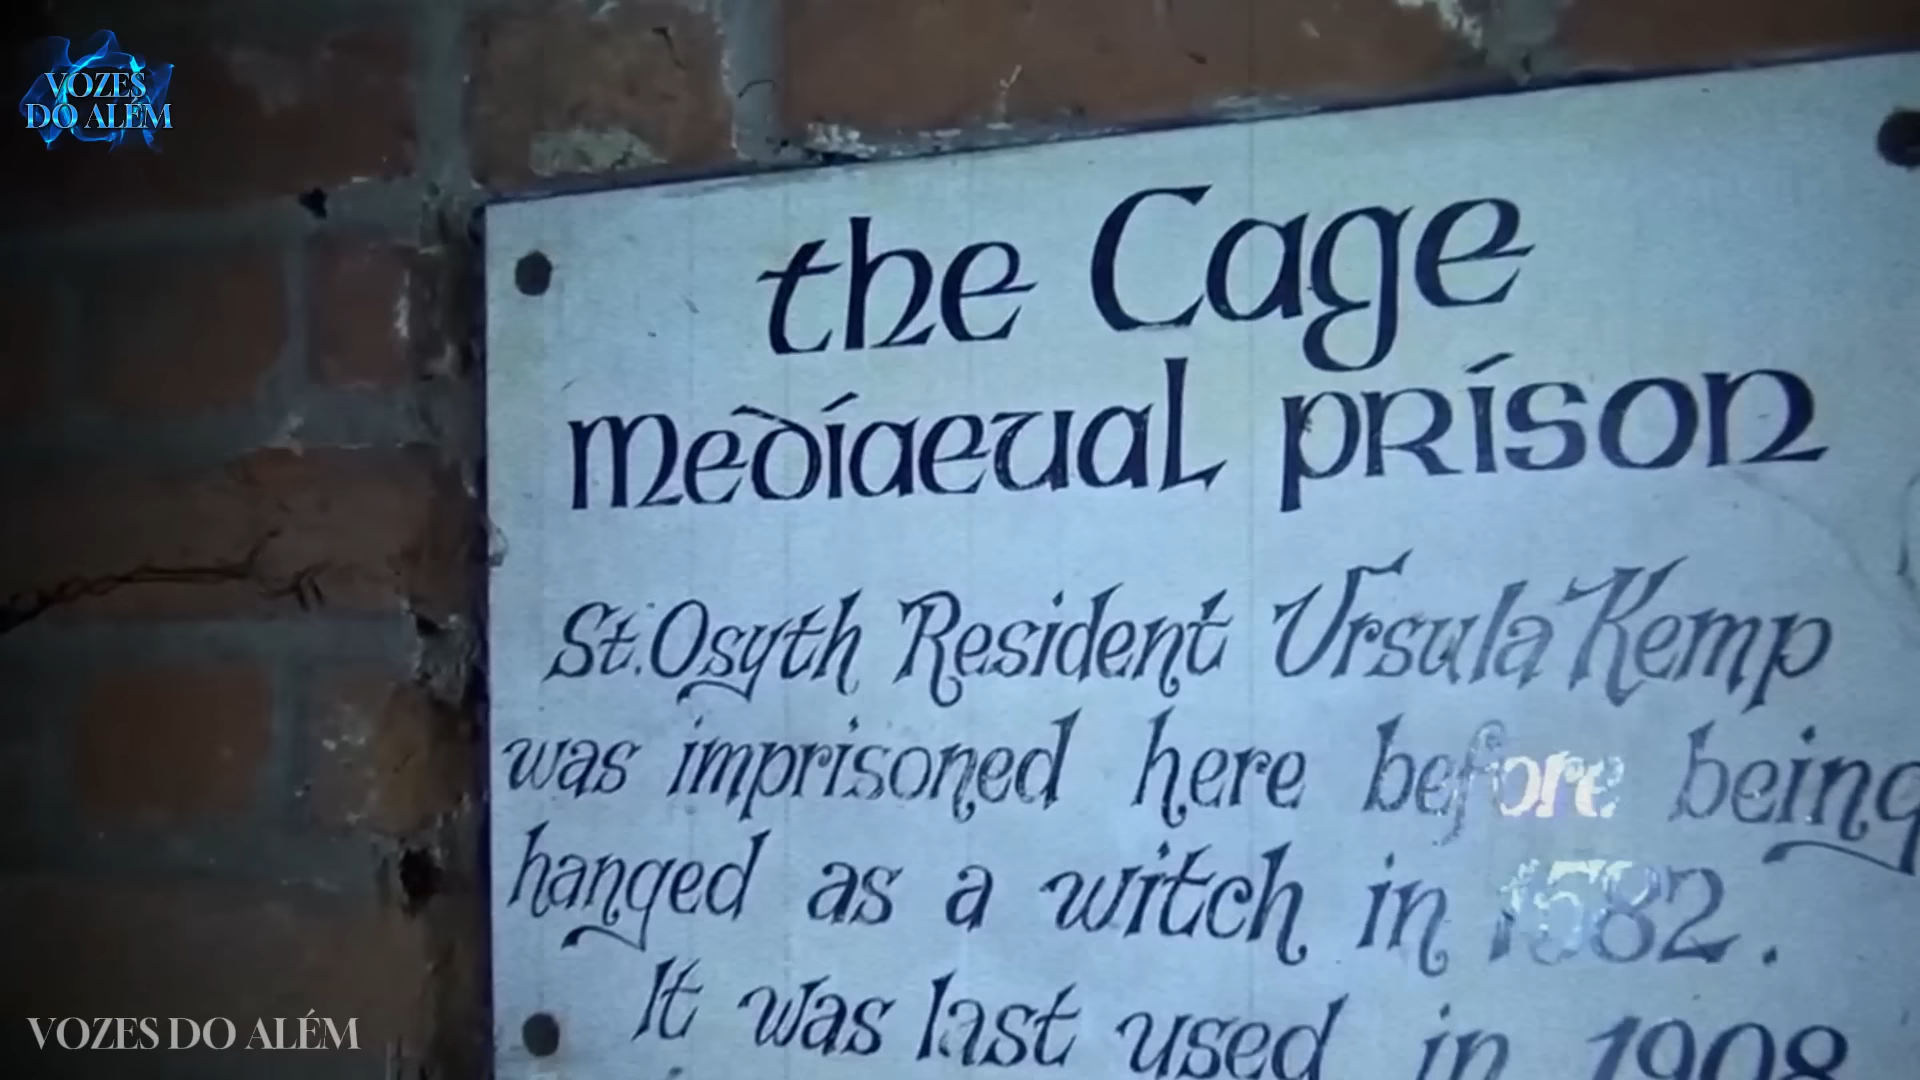 VOZES
DO ALÉM
the Cage
mediaeval prison
St. Osyth Resident Ursula Kemp
was imprisoned here before being
hanged as a witch in 1582.
It was last used in 1908
VOZES DO ALÉM